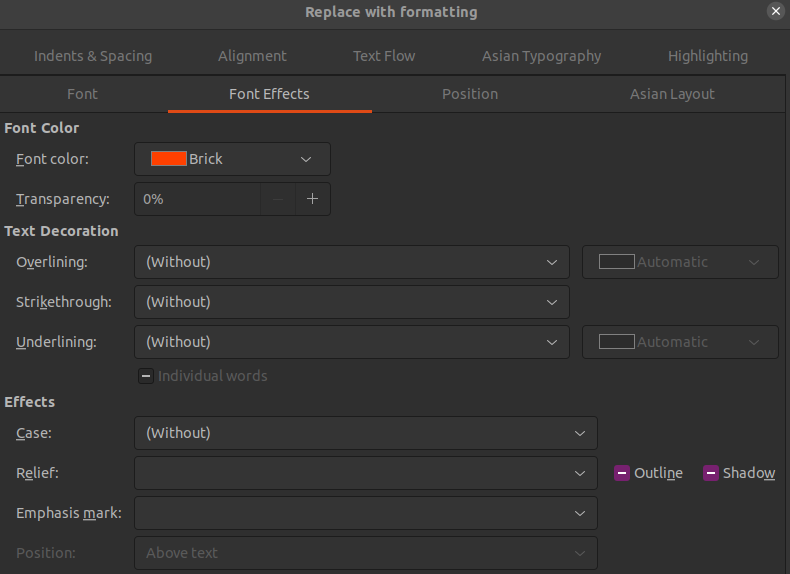 Replace with formatting
Indents & Spacing Alignment Text Flow Asian Typography Highlighting
Font Font Effects Position Asian Layout
Font Color
Font color: Brick
Transparency: 0%
Text Decoration
Overlining: (Without) Automatic
Strikethrough: (Without)
Underlining: (Without) Automatic
Individual words
Effects
Case: (Without)
Relief: Outline Shadow
Emphasis mark:
Position: Above text